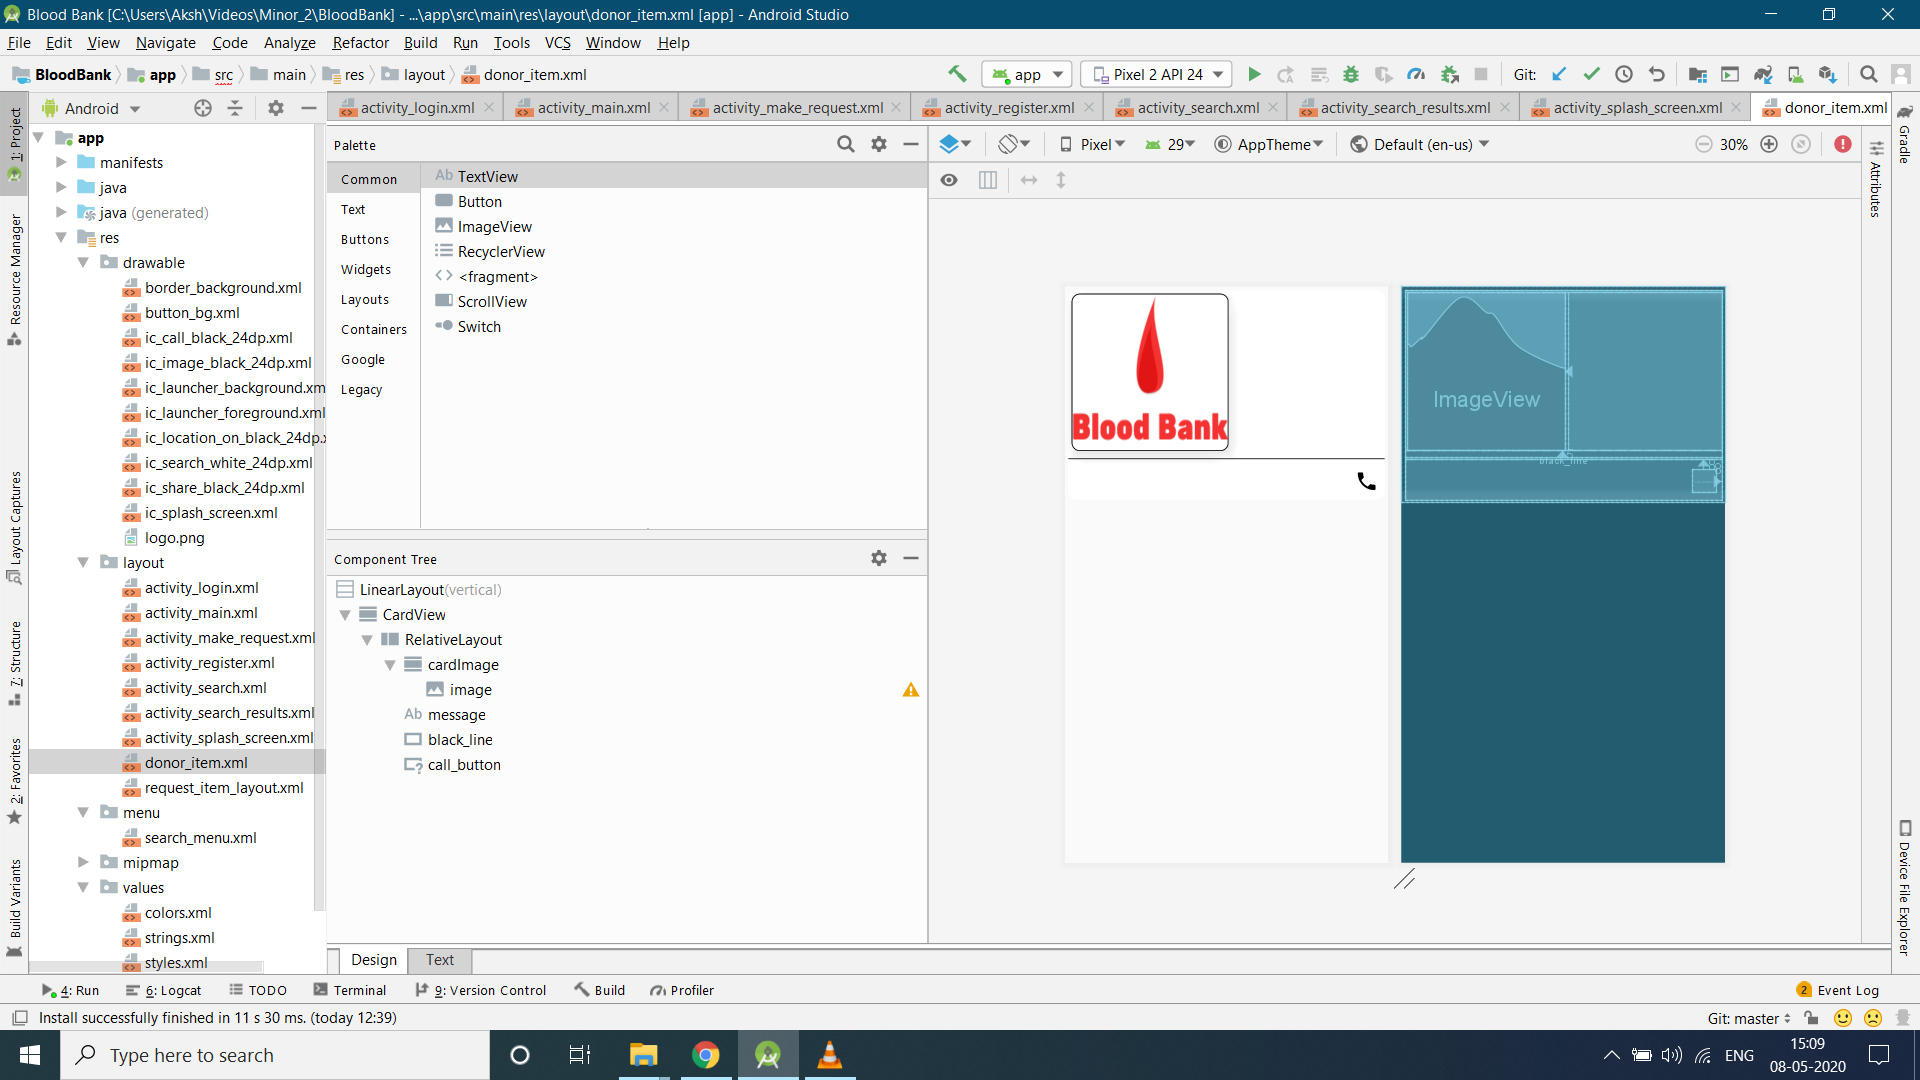 Blood Bank [C:\Users\Aksh\Videos\Minor_2\BloodBank] - ...\app\src\main\res\layout\donor_item.xml [app] - Android Studio
File Edit View Navigate Code Analyze Refactor Build Run Tools VCS Window Help
BloodBank app src main res layout donor_item.xml app Pixel 2 API 24 Git:
Android
activity_login.xml activity_main.xml activity_make_request.xml activity_register.xml activity_search.xml activity_search_results.xml activity_splash_screen.xml donor_item.xml
1: Project
Resource Manager
Layout Captures
7: Structure
2: Favorites
Build Variants
app
manifests
java
java (generated)
res
drawable
border_background.xml
button_bg.xml
ic_call_black_24dp.xml
ic_image_black_24dp.xml
ic_launcher_background.xm
ic_launcher_foreground.xml
ic_location_on_black_24dp.x
ic_search_white_24dp.xml
ic_share_black_24dp.xml
ic_splash_screen.xml
logo.png
layout
activity_login.xml
activity_main.xml
activity_make_request.xml
activity_register.xml
activity_search.xml
activity_search_results.xml
activity_splash_screen.xml
donor_item.xml
request_item_layout.xml
menu
search_menu.xml
mipmap
values
colors.xml
strings.xml
styles.xml
Palette
Common
Text
Buttons
Widgets
Layouts
Containers
Google
Legacy
Ab TextView
Button
ImageView
RecyclerView
<> <fragment>
ScrollView
Switch
Component Tree
LinearLayout(vertical)
CardView
RelativeLayout
cardImage
image
Ab message
black_line
call_button
Pixel 29 AppTheme Default (en-us) 30%
Blood Bank
ImageView
black_line
Gradle
Attributes
Device File Explorer
Design Text
4: Run 6: Logcat TODO Terminal 9: Version Control Build Profiler 2 Event Log
Install successfully finished in 11 s 30 ms. (today 12:39) Git: master
Type here to search
ENG
15:09
08-05-2020